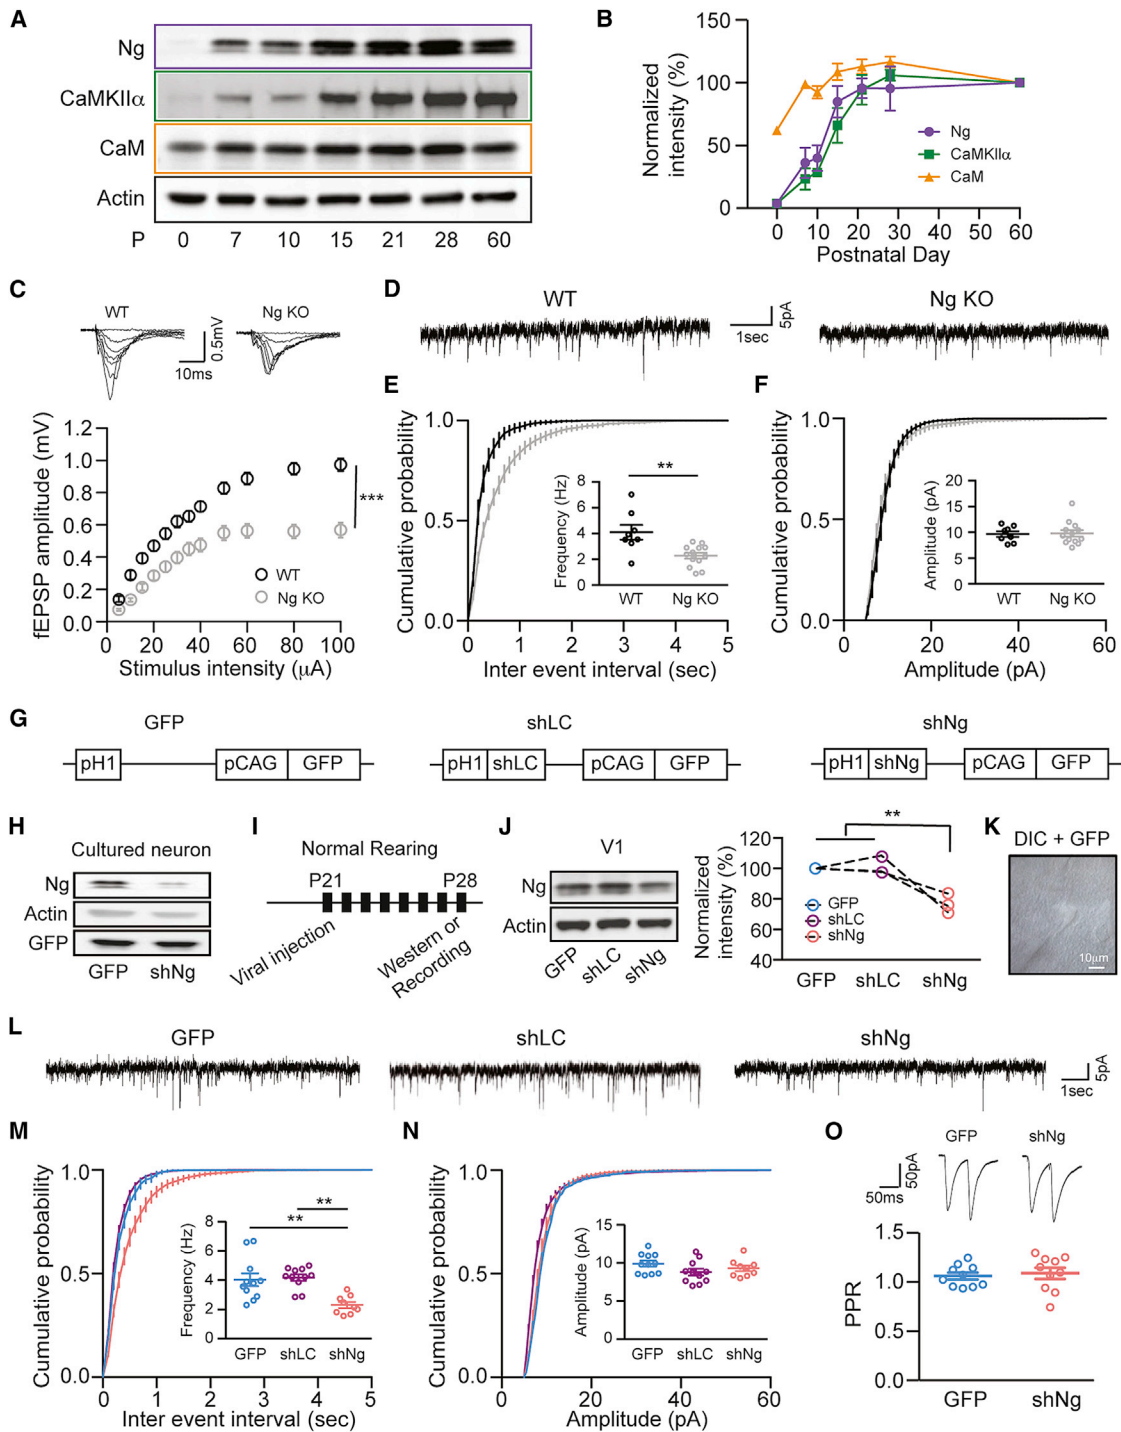 A
Ng
CaMKIIα
CaM
Actin
P 0 7 10 15 21 28 60
B
Normalized
intensity (%)
150
100
50
0
Ng
CaMKIIα
CaM
0 10 20 30 40 50 60
Postnatal Day
C
WT
Ng KO
0.5mV
10ms
fEPSP amplitude (mV)
1.2
1.0
0.8
0.6
0.4
0.2
0.0
***
WT
Ng KO
0 20 40 60 80 100
Stimulus intensity (μA)
D
WT
Ng KO
5pA
1sec
E
Cumulative probability
1.0
0.5
0.0
**
Frequency (Hz)
8
6
4
2
0
WT Ng KO
0 1 2 3 4 5
Inter event interval (sec)
F
Cumulative probability
1.0
0.5
0.0
Amplitude (pA)
20
15
10
5
0
WT Ng KO
0 20 40 60
Amplitude (pA)
G
GFP
shLC
shNg
pH1 pCAG GFP
pH1 shLC pCAG GFP
pH1 shNg pCAG GFP
H
Cultured neuron
Ng
Actin
GFP
GFP shNg
I
Normal Rearing
P21 P28
Viral injection
Western or
Recording
J
V1
Ng
Actin
GFP shLC shNg
Normalized
intensity (%)
120
100
80
60
40
**
GFP
shLC
shNg
GFP shLC shNg
K
DIC + GFP
10μm
L
GFP
shLC
shNg
5pA
1sec
M
Cumulative probability
1.0
0.5
0.0
**
**
Frequency (Hz)
8
6
4
2
0
GFP shLC shNg
0 1 2 3 4 5
Inter event interval (sec)
N
Cumulative probability
1.0
0.5
0.0
Amplitude (pA)
15
10
5
0
GFP shLC shNg
0 20 40 60
Amplitude (pA)
O
GFP
shNg
50pA
50ms
PPR
1.5
1.0
0.5
0.0
GFP shNg